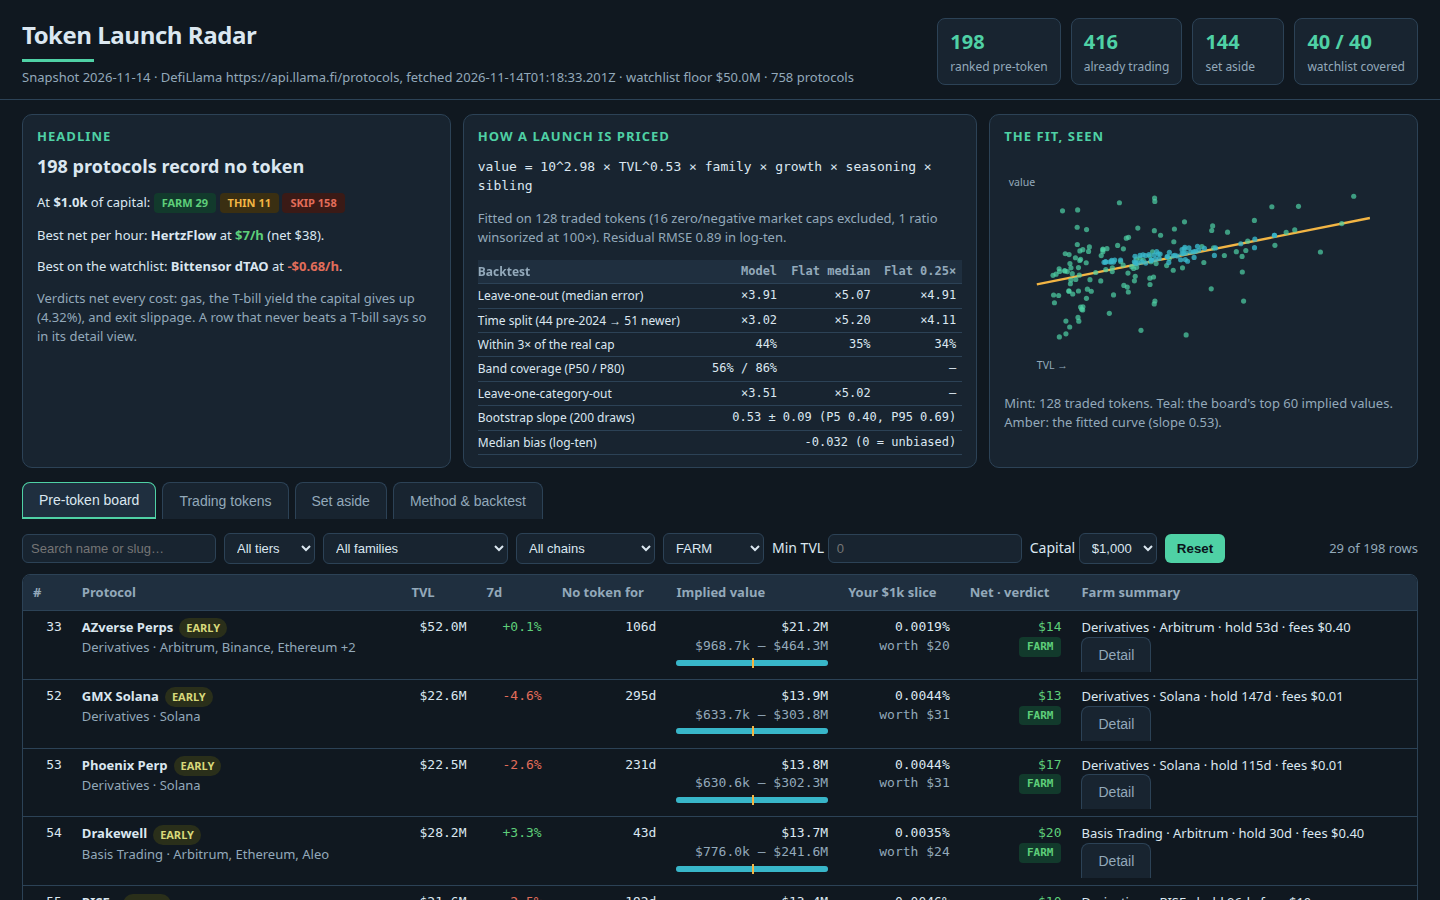 Token Launch Radar
Snapshot 2026-11-14 · DefiLlama https://api.llama.fi/protocols, fetched 2026-11-14T01:18:33.201Z · watchlist floor $50.0M · 758 protocols
198
ranked pre-token
416
already trading
144
set aside
40 / 40
watchlist covered
HEADLINE
198 protocols record no token
At $1.0k of capital: FARM 29 THIN 11 SKIP 158
Best net per hour: HertzFlow at $7/h (net $38).
Best on the watchlist: Bittensor dTAO at -$0.68/h.
Verdicts net every cost: gas, the T-bill yield the capital gives up
(4.32%), and exit slippage. A row that never beats a T-bill says so
in its detail view.
HOW A LAUNCH IS PRICED
value = 10^2.98 × TVL^0.53 × family × growth × seasoning ×
sibling
Fitted on 128 traded tokens (16 zero/negative market caps excluded, 1 ratio
winsorized at 100×). Residual RMSE 0.89 in log-ten.
Backtest Model Flat median Flat 0.25×
Leave-one-out (median error) ×3.91 ×5.07 ×4.91
Time split (44 pre-2024 → 51 newer) ×3.02 ×5.20 ×4.11
Within 3× of the real cap 44% 35% 34%
Band coverage (P50 / P80) 56% / 86% —
Leave-one-category-out ×3.51 ×5.02 —
Bootstrap slope (200 draws) 0.53 ± 0.09 (P5 0.40, P95 0.69)
Median bias (log-ten) -0.032 (0 = unbiased)
THE FIT, SEEN
value
TVL →
Mint: 128 traded tokens. Teal: the board's top 60 implied values.
Amber: the fitted curve (slope 0.53).
Pre-token board Trading tokens Set aside Method & backtest
Search name or slug… All tiers All families All chains FARM Min TVL 0 Capital $1,000 Reset 29 of 198 rows
# Protocol TVL 7d No token for Implied value Your $1k slice Net · verdict Farm summary
33 AZverse Perps EARLY $52.0M +0.1% 106d $21.2M 0.0019% $14 Derivatives · Arbitrum · hold 53d · fees $0.40
Derivatives · Arbitrum, Binance, Ethereum +2 $968.7k — $464.3M worth $20 FARM Detail
52 GMX Solana EARLY $22.6M -4.6% 295d $13.9M 0.0044% $13 Derivatives · Solana · hold 147d · fees $0.01
Derivatives · Solana $633.7k — $303.8M worth $31 FARM Detail
53 Phoenix Perp EARLY $22.5M -2.6% 231d $13.8M 0.0044% $17 Derivatives · Solana · hold 115d · fees $0.01
Derivatives · Solana $630.6k — $302.3M worth $31 FARM Detail
54 Drakewell EARLY $28.2M +3.3% 43d $13.7M 0.0035% $20 Basis Trading · Arbitrum · hold 30d · fees $0.40
Basis Trading · Arbitrum, Ethereum, Aleo $776.0k — $241.6M worth $24 FARM Detail